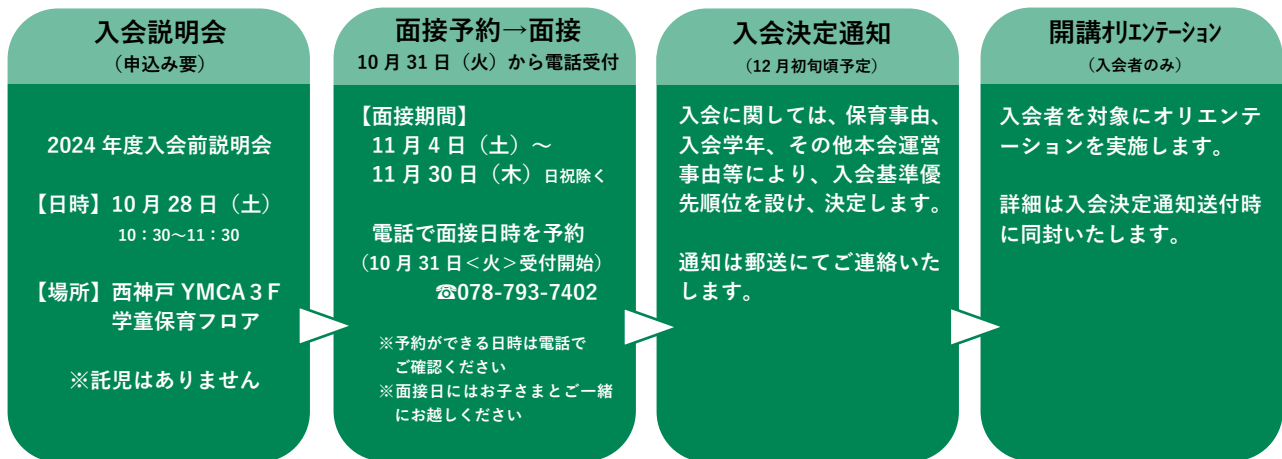 入会説明会
（申込み要）
2024 年度入会前説明会
【日時】10 月 28 日（土）
10：30～11：30
【場所】西神戸 YMCA３F
学童保育フロア
※託児はありません
面接予約→面接
10 月 31 日（火）から電話受付
【面接期間】
11 月 4 日（土）～
11 月 30 日（木）日祝除く
電話で面接日時を予約
（10 月 31 日＜火＞受付開始）
☎078-793-7402
※予約ができる日時は電話で
ご確認ください
※面接日にはお子さまとご一緒
にお越しください
入会決定通知
（12 月初旬頃予定）
入会に関しては、保育事由、
入会学年、その他本会運営
事由等により、入会基準優
先順位を設け、決定します。
通知は郵送にてご連絡いた
します。
開講ｵﾘｴﾝﾃｰｼｮﾝ
（入会者のみ）
入会者を対象にオリエンテ
ーションを実施します。
詳細は入会決定通知送付時
に同封いたします。